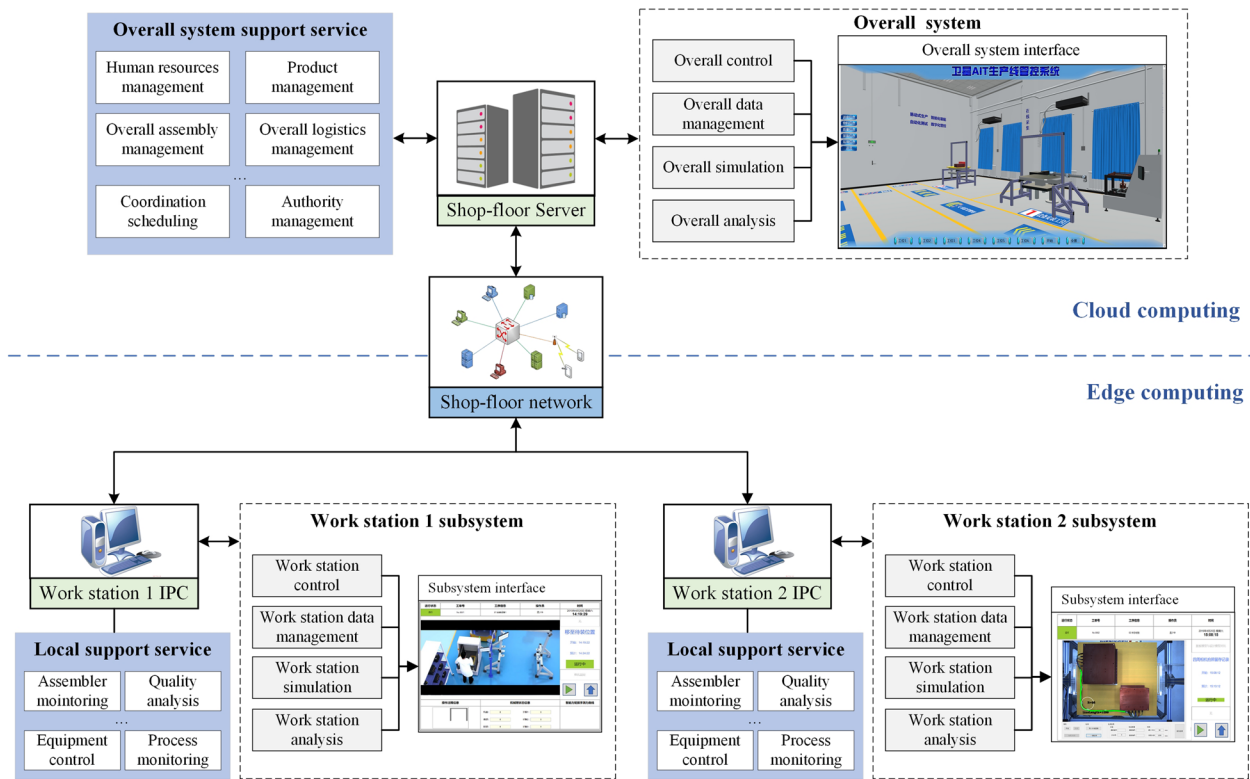 Overall system support service
Human resources
management
Product
management
Overall assembly
management
Overall logistics
management
...
Coordination
scheduling
Authority
management
Shop-floor Server
Overall system
Overall control
Overall data
management
Overall simulation
Overall analysis
Overall system interface
卫星AIT生产线管控系统
Cloud computing
Shop-floor network
Edge computing
Work station 1 IPC
Local support service
Assembler
mointoring
Quality
analysis
...
Equipment
control
Process
monitoring
Work station 1 subsystem
Work station
control
Work station data
management
Work station
simulation
Work station
analysis
Subsystem interface
Work station 2 IPC
Local support service
Assembler
mointoring
Quality
analysis
...
Equipment
control
Process
monitoring
Work station 2 subsystem
Work station
control
Work station data
management
Work station
simulation
Work station
analysis
Subsystem interface